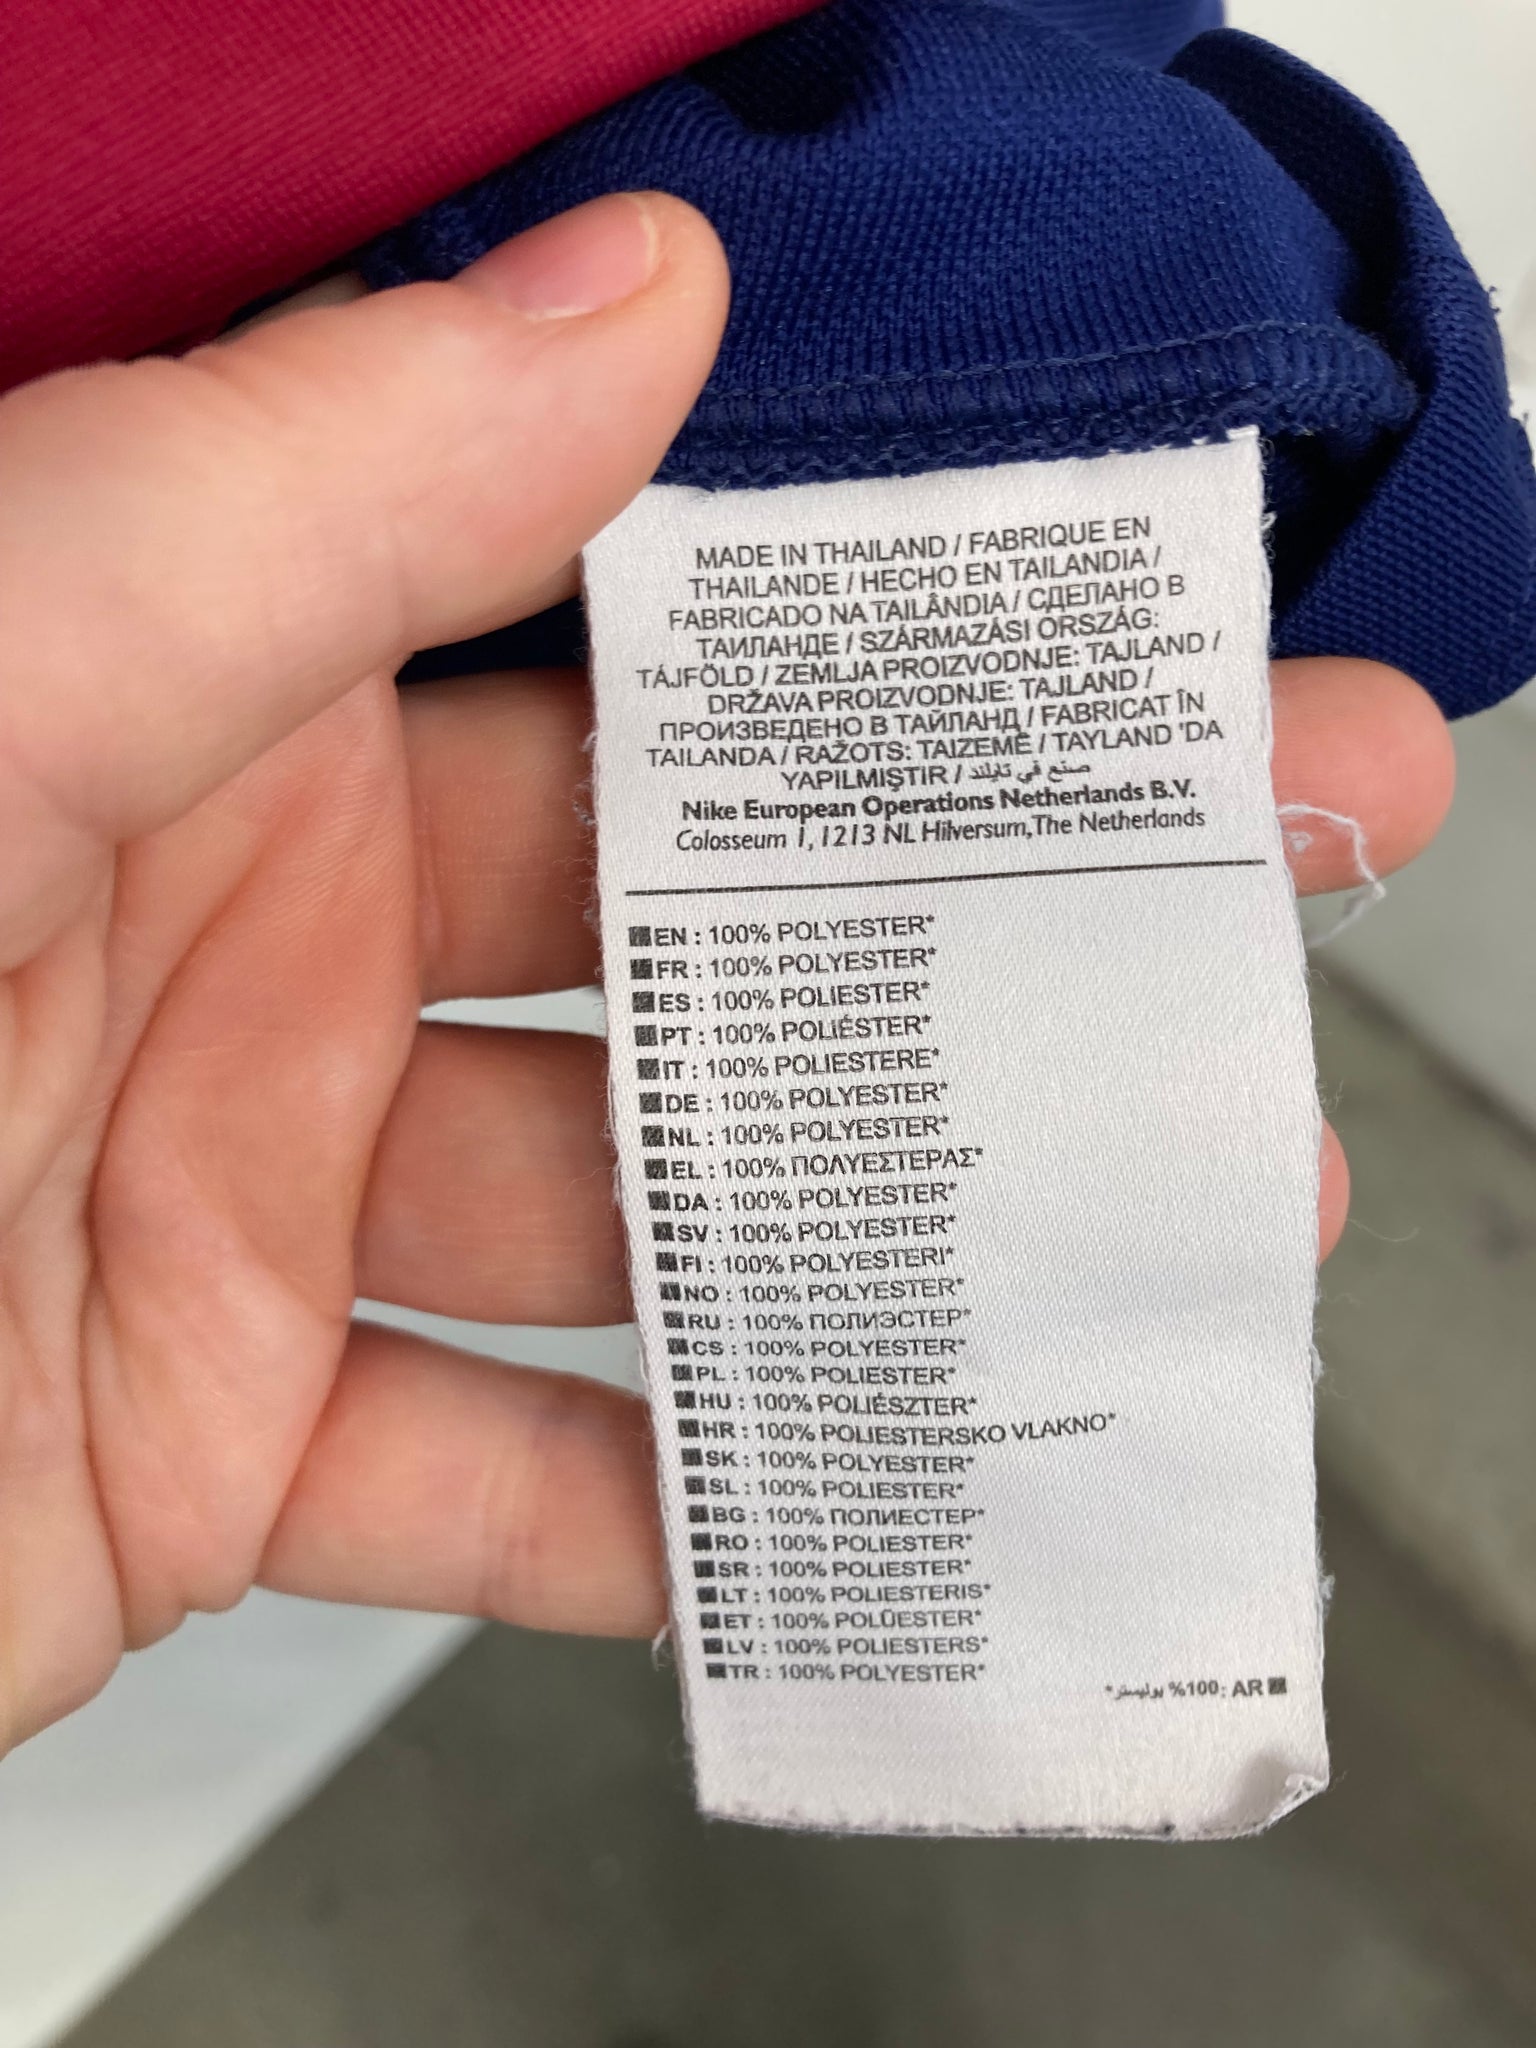 MADE IN THAILAND / FABRIQUE EN
THAILANDE / HECHO EN TAILANDIA /
FABRICADO NA TAILÂNDIA / СДЕЛАНО В
ТАИЛАНДЕ / SZÁRMAZÁSI ORSZÁG:
TÁJFÖLD / ZEMLJA PROIZVODNJE: TAJLAND /
DRŽAVA PROIZVODNJE: TAJLAND /
ПРОИЗВЕДЕНО В ТАЙЛАНД / FABRICAT ÎN
TAILANDA / RAŽOTS: TAIZEMĒ / TAYLAND 'DA
YAPILMIŞTIR / صنع في تايلند
Nike European Operations Netherlands B.V.
Colosseum 1, 1213 NL Hilversum, The Netherlands
EN : 100% POLYESTER*
FR : 100% POLYESTER*
ES : 100% POLIESTER*
PT : 100% POLIÉSTER*
IT : 100% POLIESTERE*
DE : 100% POLYESTER*
NL : 100% POLYESTER*
EL : 100% ΠΟΛΥΕΣΤΕΡΑΣ*
DA : 100% POLYESTER*
SV : 100% POLYESTER*
FI : 100% POLYESTERI*
NO : 100% POLYESTER*
RU : 100% ПОЛИЭСТЕР*
CS : 100% POLYESTER*
PL : 100% POLIESTER*
HU : 100% POLIÉSZTER*
HR : 100% POLIESTERSKO VLAKNO*
SK : 100% POLYESTER*
SL : 100% POLIESTER*
BG : 100% ПОЛИЕСТЕР*
RO : 100% POLIESTER*
SR : 100% POLIESTER*
LT : 100% POLIESTERIS*
ET : 100% POLÜESTER*
LV : 100% POLIESTERS*
TR : 100% POLYESTER*
AR :100% بوليستر*